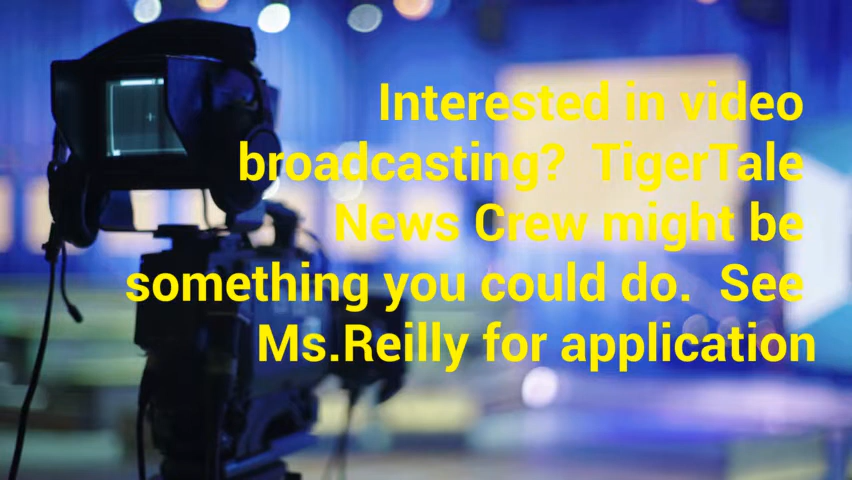 Interested in video
broadcasting?  TigerTale
News Crew might be
something you could do.  See
Ms.Reilly for application